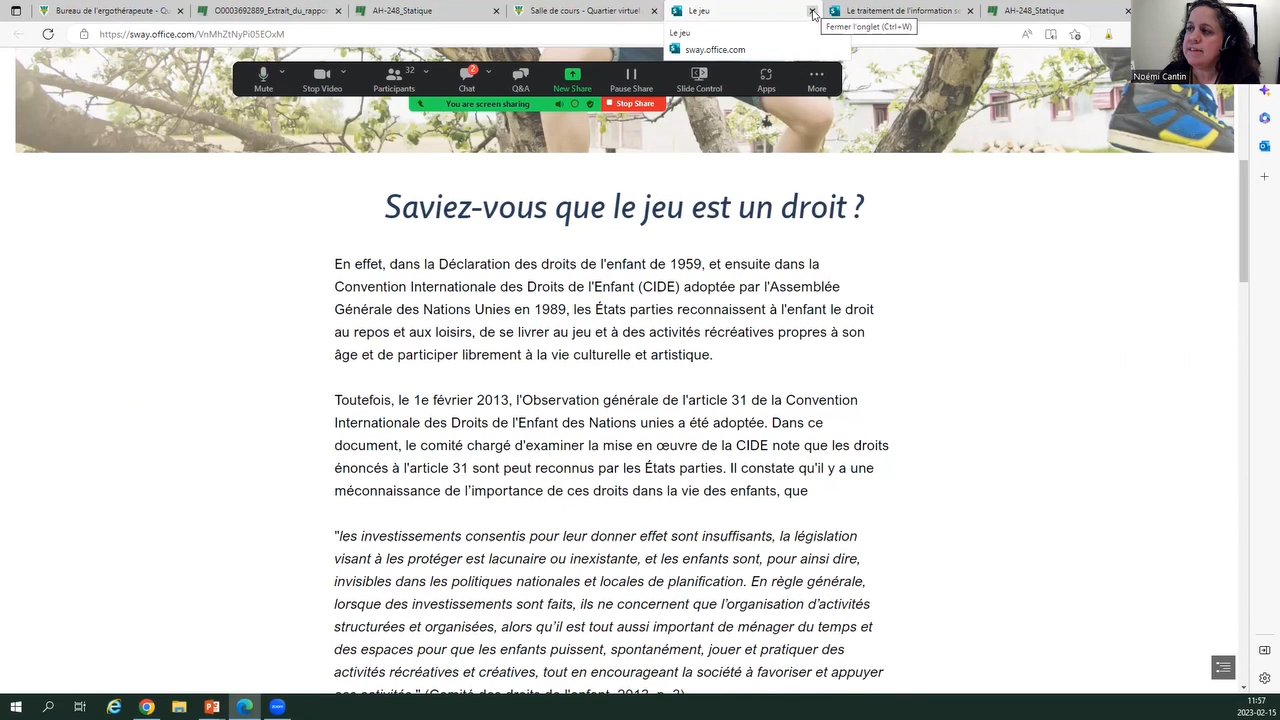 Bureau de l'ergothérapeute - Qu
O0003692889_Extrait_du_rappo
AH-248_Statique
Salle de cours - Quartier virtuel
Le jeu
Le traitement de l'information se
AH-248_Statique
https://sway.office.com/VnMhZtNyPi05EOxM
Le jeu
sway.office.com
Fermer l'onglet (Ctrl+W)
Mute
Stop Video
32
Participants
2
Chat
Q&A
New Share
Pause Share
Slide Control
Apps
More
You are screen sharing
Stop Share
Noémi Cantin
Saviez-vous que le jeu est un droit ?
En effet, dans la Déclaration des droits de l'enfant de 1959, et ensuite dans la
Convention Internationale des Droits de l'Enfant (CIDE) adoptée par l'Assemblée
Générale des Nations Unies en 1989, les États parties reconnaissent à l'enfant le droit
au repos et aux loisirs, de se livrer au jeu et à des activités récréatives propres à son
âge et de participer librement à la vie culturelle et artistique.
Toutefois, le 1e février 2013, l'Observation générale de l'article 31 de la Convention
Internationale des Droits de l'Enfant des Nations unies a été adoptée. Dans ce
document, le comité chargé d'examiner la mise en œuvre de la CIDE note que les droits
énoncés à l'article 31 sont peut reconnus par les États parties. Il constate qu'il y a une
méconnaissance de l'importance de ces droits dans la vie des enfants, que
"les investissements consentis pour leur donner effet sont insuffisants, la législation
visant à les protéger est lacunaire ou inexistante, et les enfants sont, pour ainsi dire,
invisibles dans les politiques nationales et locales de planification. En règle générale,
lorsque des investissements sont faits, ils ne concernent que l'organisation d'activités
structurées et organisées, alors qu'il est tout aussi important de ménager du temps et
des espaces pour que les enfants puissent, spontanément, jouer et pratiquer des
activités récréatives et créatives, tout en encourageant la société à favoriser et appuyer
ces activités." (Comité des droits de l'enfant, 2013, p. 3)
zoom
11:57
2023-02-15